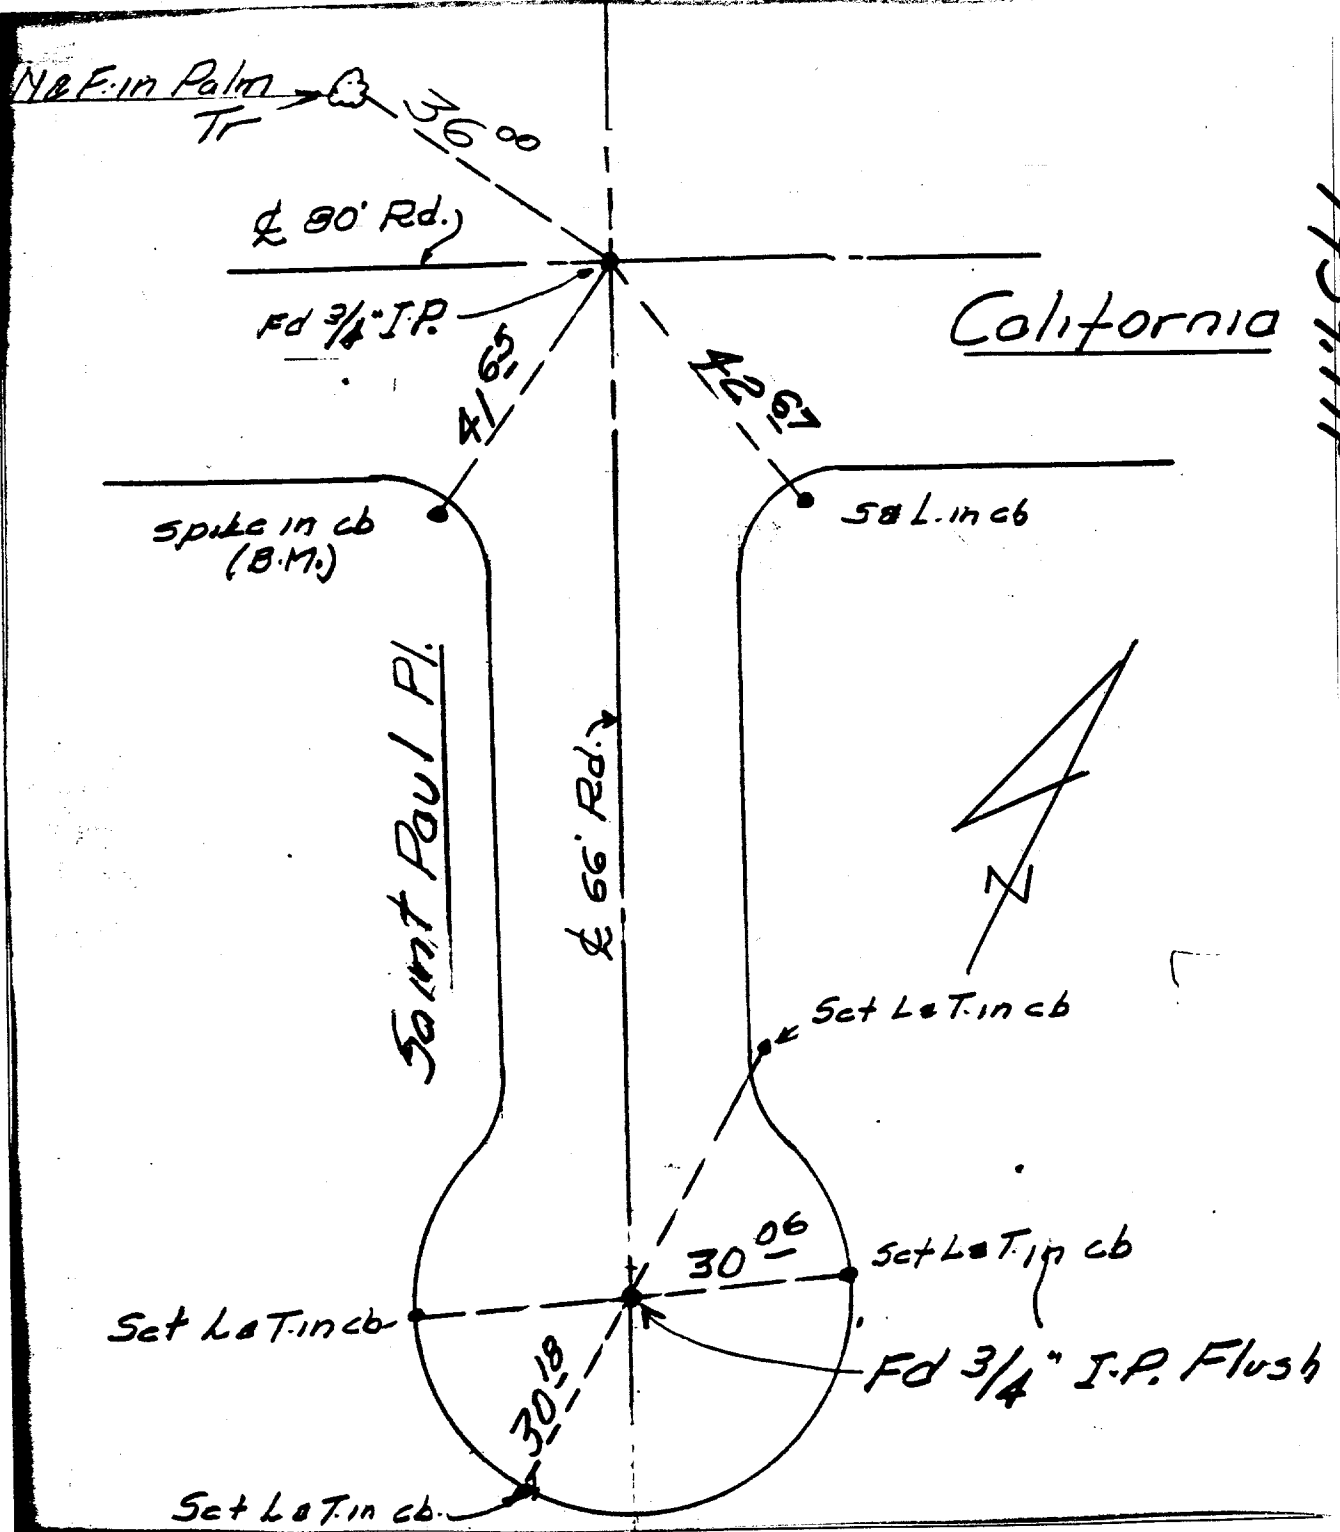 N&F. in Palm
Tr
36 00
℄ 80' Rd.
Fd 3/4" I.P.
California
41 65
42 67
spike in cb
(B.M.)
S&L. in cb
Saint Paul Pl.
℄ 66' Rd.
N
Set L&T. in cb
30 06
Set L&T. in cb
Set L&T. in cb
Fd 3/4" I.P. Flush
30 18
Set L&T. in cb.